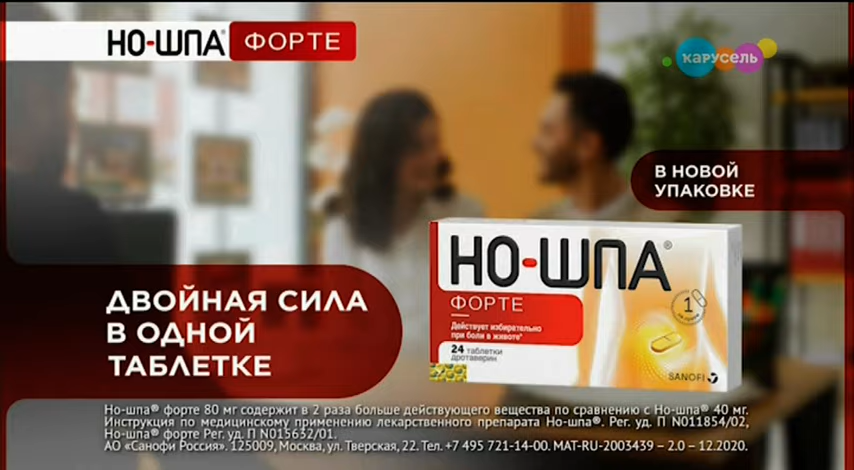 НО-ШПА® ФОРТЕ
карусель
В НОВОЙ
УПАКОВКЕ
НО-ШПА®
ФОРТЕ
1
Действует избирательно
при боли в животе*
24 таблетки
дротаверин
SANOFI
ДВОЙНАЯ СИЛА
В ОДНОЙ
ТАБЛЕТКЕ
Но-шпа® форте 80 мг содержит в 2 раза больше действующего вещества по сравнению с Но-шпа® 40 мг.
Инструкция по медицинскому применению лекарственного препарата Но-шпа®. Рег. уд. П N011854/02,
Но-шпа® форте Рег. уд. П N015632/01.
АО «Санофи Россия». 125009, Москва, ул. Тверская, 22. Тел. +7 495 721-14-00. MAT-RU-2003439 – 2.0 – 12.2020.